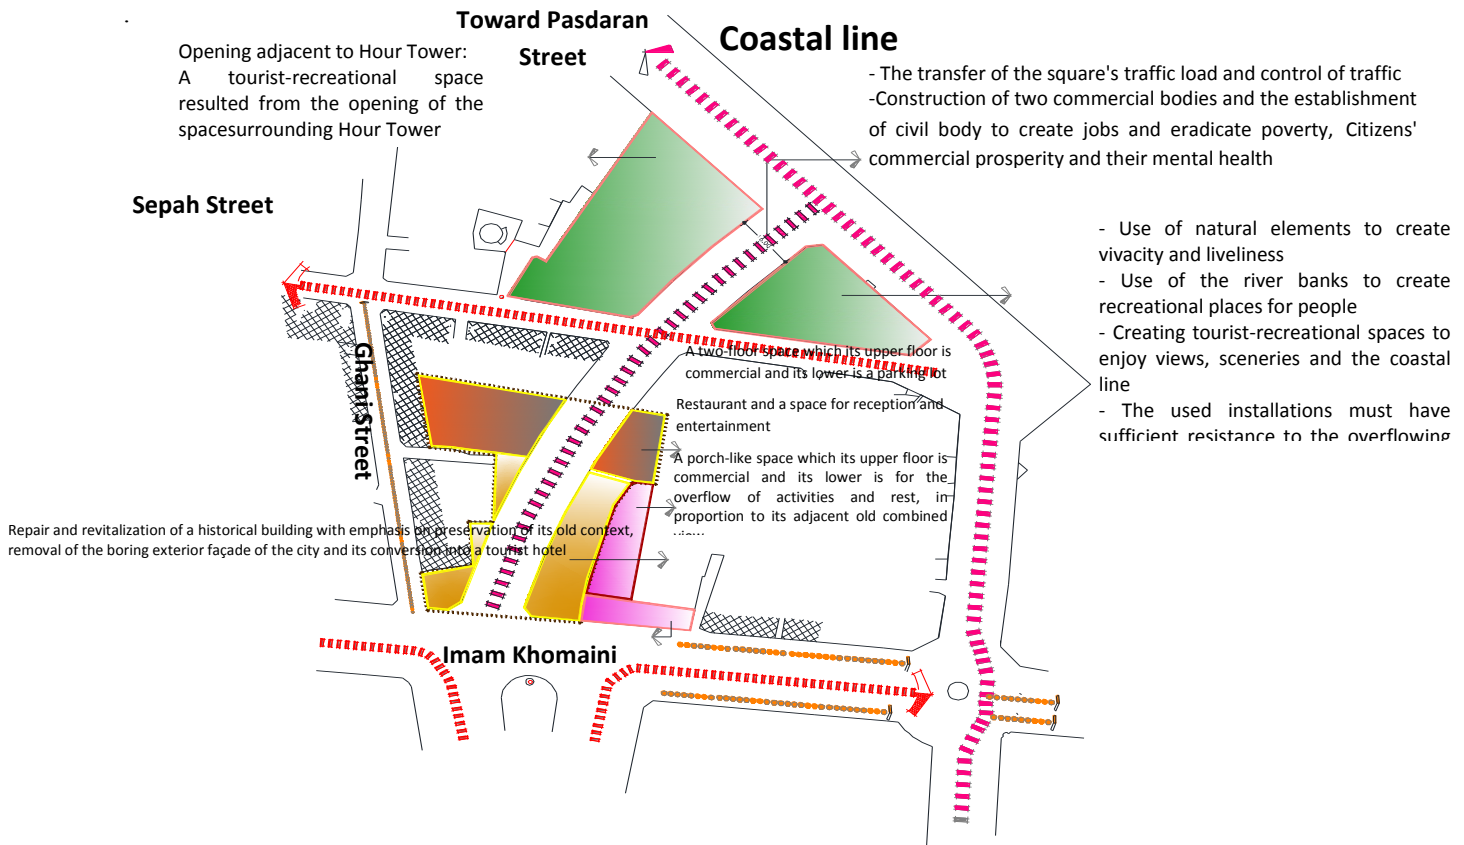 Toward Pasdaran
Street
Coastal line
Opening adjacent to Hour Tower:
A tourist-recreational space
resulted from the opening of the
spacesurrounding Hour Tower
- The transfer of the square's traffic load and control of traffic
-Construction of two commercial bodies and the establishment
of civil body to create jobs and eradicate poverty, Citizens'
commercial prosperity and their mental health
Sepah Street
- Use of natural elements to create
vivacity and liveliness
- Use of the river banks to create
recreational places for people
- Creating tourist-recreational spaces to
enjoy views, sceneries and the coastal
line
- The used installations must have
sufficient resistance to the overflowing
Ghani Street
A two-floor space which its upper floor is
commercial and its lower is a parking lot
Restaurant and a space for reception and
entertainment
A porch-like space which its upper floor is
commercial and its lower is for the
overflow of activities and rest, in
proportion to its adjacent old combined
Repair and revitalization of a historical building with emphasis on preservation of its old context,
removal of the boring exterior façade of the city and its conversion into a tourist hotel
Imam Khomaini